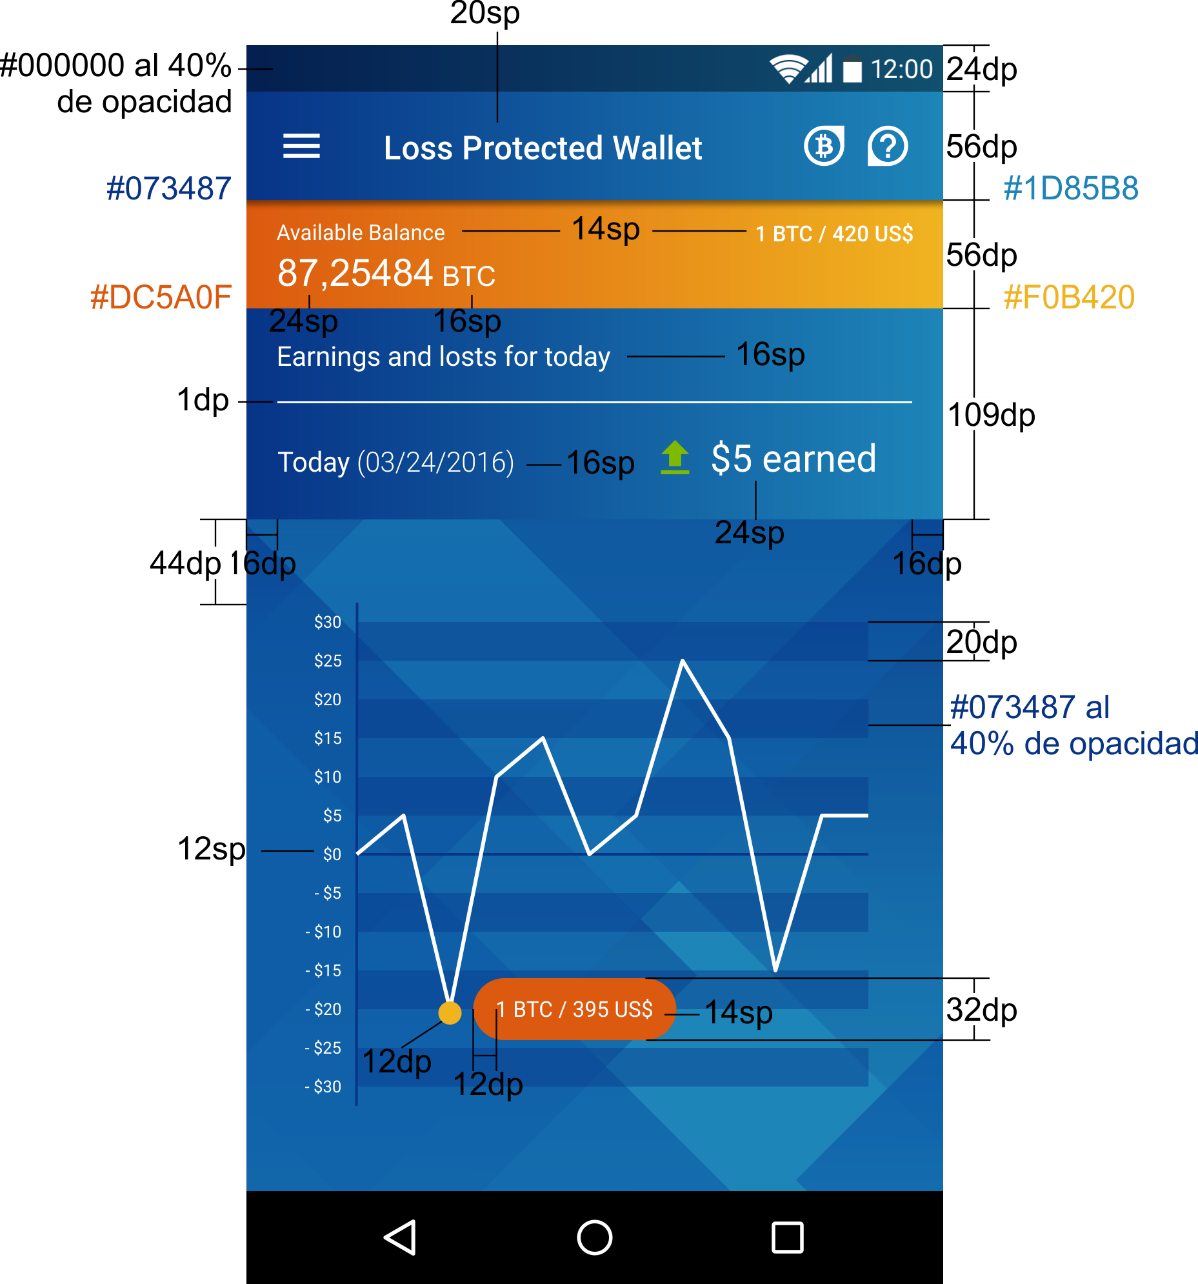 20sp
#000000 al 40%
de opacidad
12:00
24dp
Loss Protected Wallet
56dp
#073487
#1D85B8
Available Balance
14sp
1 BTC / 420 US$
56dp
87,25484 BTC
#DC5A0F
#F0B420
24sp
16sp
Earnings and losts for today
16sp
1dp
109dp
Today (03/24/2016)
16sp
$5 earned
24sp
44dp
16dp
16dp
$30
20dp
$25
$20
#073487 al
40% de opacidad
$15
$10
$5
12sp
$0
- $5
- $10
- $15
- $20
1 BTC / 395 US$
14sp
32dp
- $25
12dp
12dp
- $30